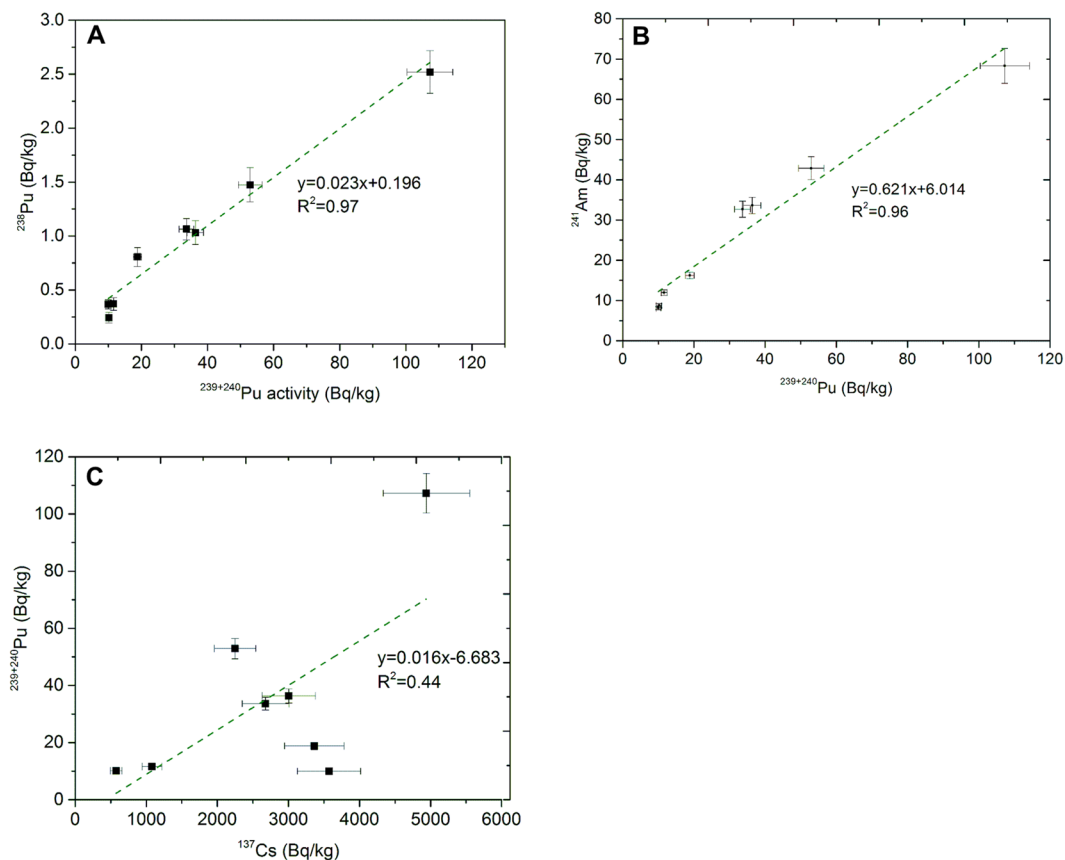 A
3.0
2.5
2.0
1.5
1.0
0.5
0.0
²³⁸Pu (Bq/kg)
y=0.023x+0.196
R²=0.97
0 20 40 60 80 100 120
²³⁹⁺²⁴⁰Pu activity (Bq/kg)
B
80
70
60
50
40
30
20
10
0
²⁴¹Am (Bq/kg)
y=0.621x+6.014
R²=0.96
0 20 40 60 80 100 120
²³⁹⁺²⁴⁰Pu (Bq/kg)
C
120
100
80
60
40
20
0
²³⁹⁺²⁴⁰Pu (Bq/kg)
y=0.016x-6.683
R²=0.44
0 1000 2000 3000 4000 5000 6000
¹³⁷Cs (Bq/kg)